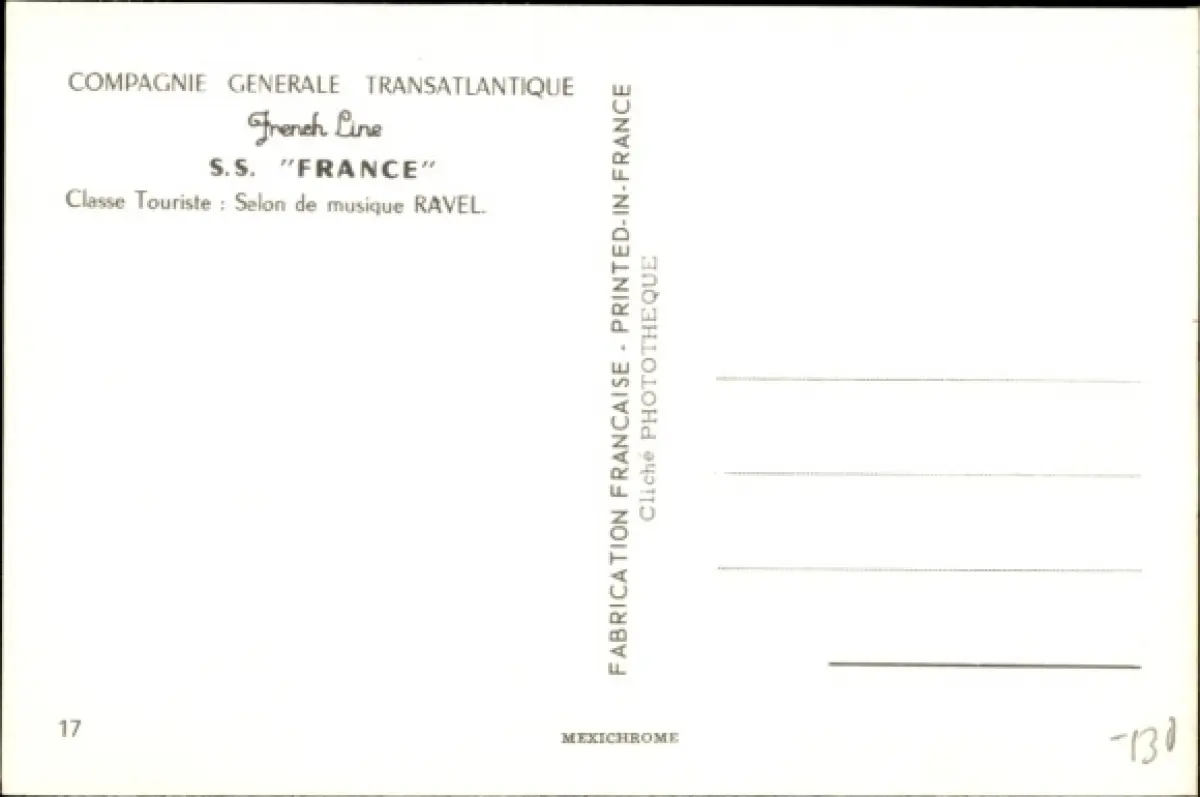 COMPAGNIE GENERALE TRANSATLANTIQUE
French Line
S.S. "FRANCE"
Classe Touriste : Selon de musique RAVEL.
FABRICATION FRANCAISE - PRINTED-IN-FRANCE
Cliché PHOTOTHEQUE
17
MEXICHROME
-130